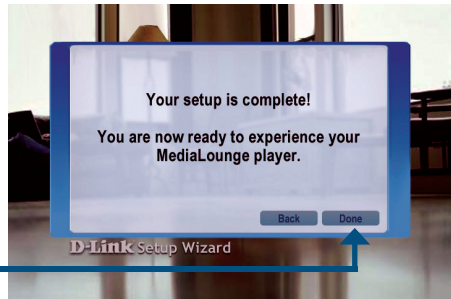 Your setup is complete!
You are now ready to experience your
MediaLounge player.
Back Done
D-Link Setup Wizard